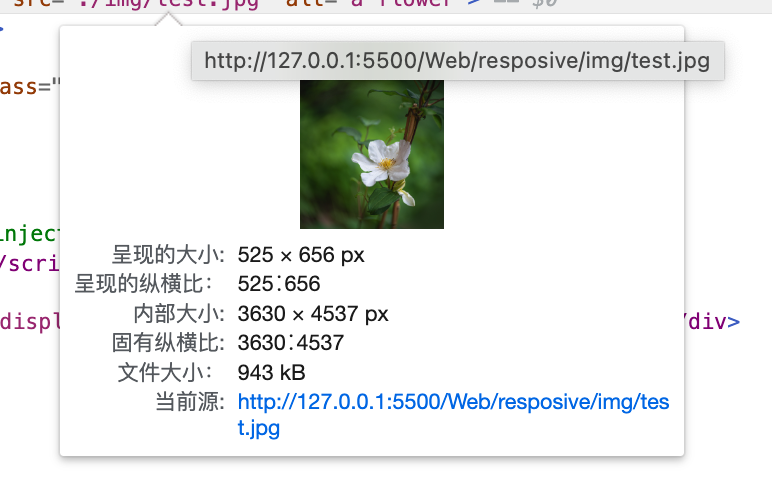 src="./img/test.jpg" alt="a flower"> == $0
>
http://127.0.0.1:5500/Web/resposive/img/test.jpg
ass="
呈现的大小: 525 × 656 px
injec
呈现的纵横比: 525∶656
/scri
内部大小: 3630 × 4537 px
displ
/div>
固有纵横比: 3630∶4537
文件大小: 943 kB
当前源: http://127.0.0.1:5500/Web/resposive/img/tes
t.jpg